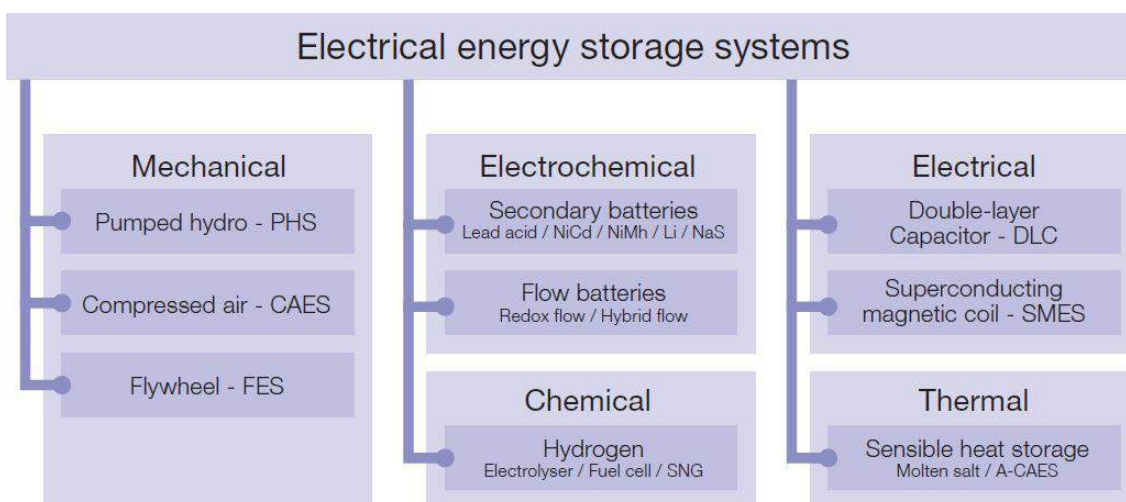 Electrical energy storage systems
Mechanical
Pumped hydro - PHS
Compressed air - CAES
Flywheel - FES
Electrochemical
Secondary batteries
Lead acid / NiCd / NiMh / Li / NaS
Flow batteries
Redox flow / Hybrid flow
Chemical
Hydrogen
Electrolyser / Fuel cell / SNG
Electrical
Double-layer
Capacitor - DLC
Superconducting
magnetic coil - SMES
Thermal
Sensible heat storage
Molten salt / A-CAES